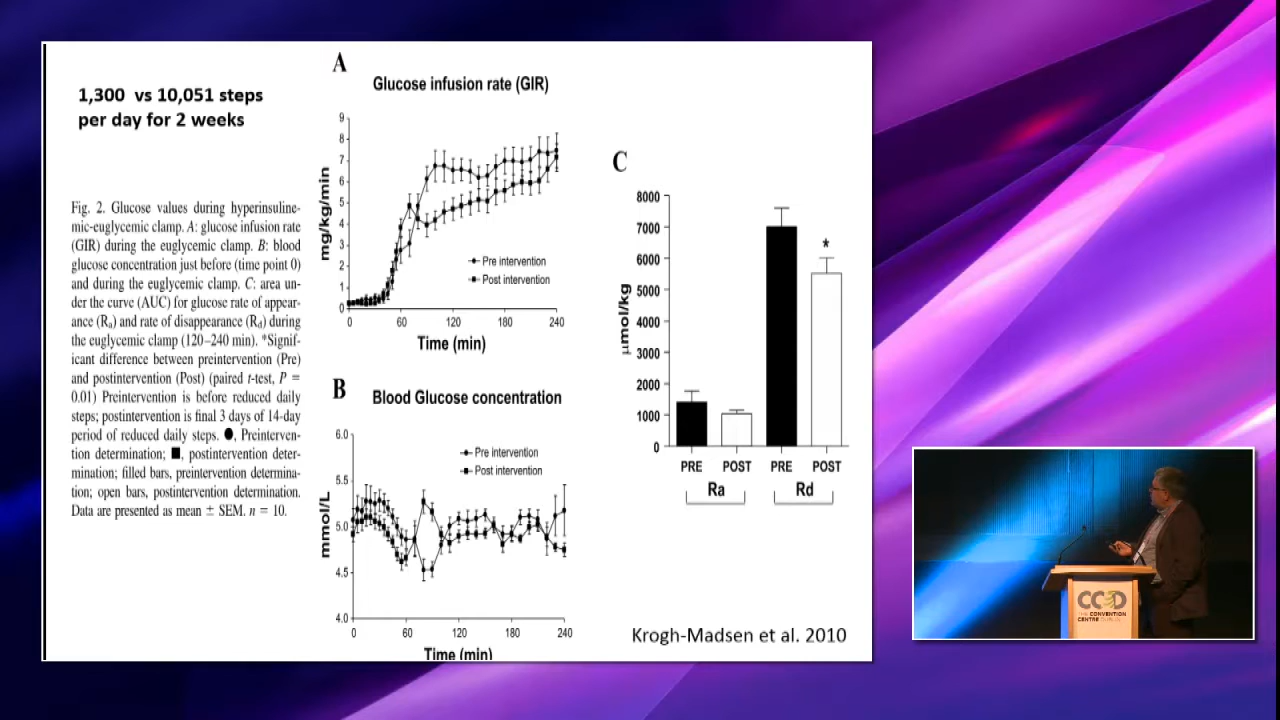 1,300 vs 10,051 steps
per day for 2 weeks
Fig. 2. Glucose values during hyperinsuline-
mic-euglycemic clamp. A: glucose infusion rate
(GIR) during the euglycemic clamp. B: blood
glucose concentration just before (time point 0)
and during the euglycemic clamp. C: area un-
der the curve (AUC) for glucose rate of appear-
ance (Ra) and rate of disappearance (Rd) during
the euglycemic clamp (120–240 min). *Signif-
icant difference between preintervention (Pre)
and postintervention (Post) (paired t-test, P =
0.01) Preintervention is before reduced daily
steps; postintervention is final 3 days of 14-day
period of reduced daily steps. ●, Preinterven-
tion determination; ■, postintervention deter-
mination; filled bars, preintervention determina-
tion; open bars, postintervention determination.
Data are presented as mean ± SEM. n = 10.
A
Glucose infusion rate (GIR)
mg/kg/min
9
8
7
6
5
4
3
2
1
0
Pre intervention
Post intervention
0 60 120 180 240
Time (min)
B
Blood Glucose concentration
mmol/L
6.0
5.5
5.0
4.5
4.0
Pre intervention
Post intervention
0 60 120 180 240
Time (min)
C
µmol/kg
8000
7000
6000
5000
4000
3000
2000
1000
0
*
PRE POST PRE POST
Ra Rd
Krogh-Madsen et al. 2010
CCD
THE CONVENTION
CENTRE DUBLIN